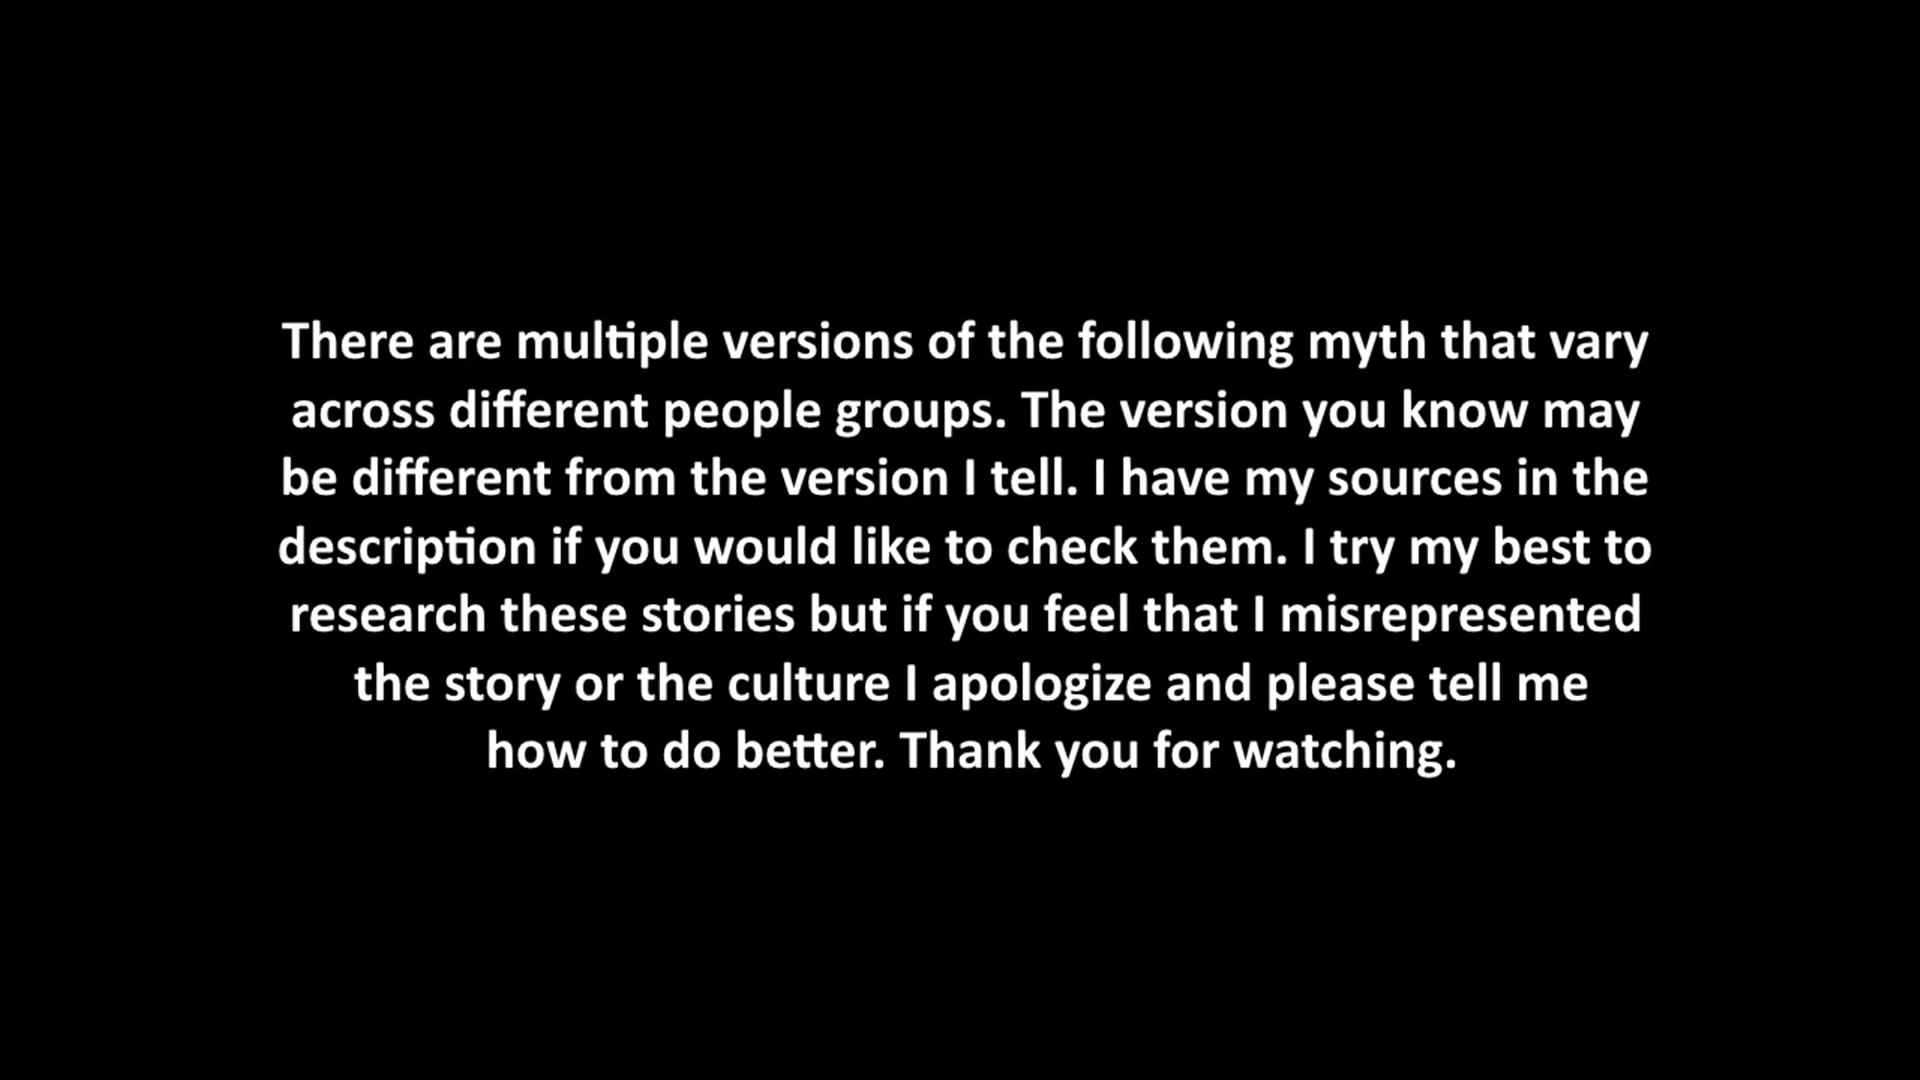 There are multiple versions of the following myth that vary
across different people groups. The version you know may
be different from the version I tell. I have my sources in the
description if you would like to check them. I try my best to
research these stories but if you feel that I misrepresented
the story or the culture I apologize and please tell me
how to do better. Thank you for watching.